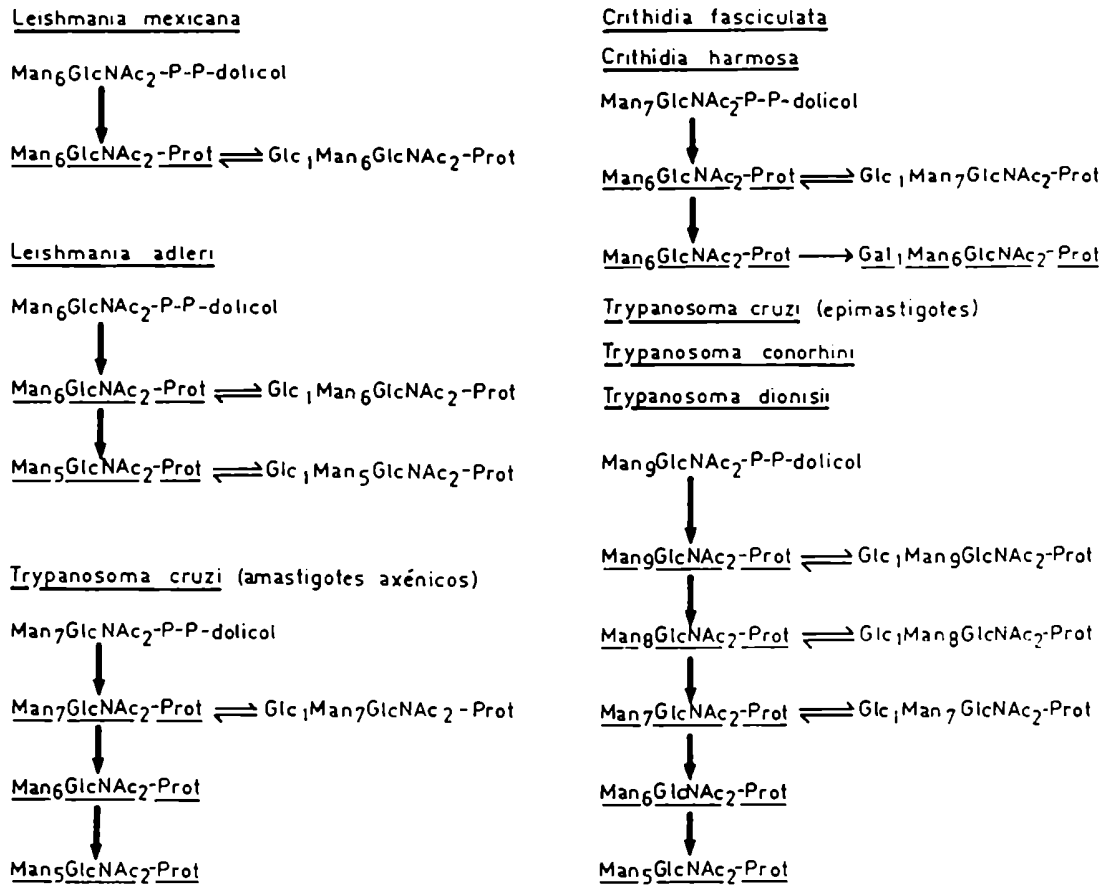 Leishmania mexicana
Man6GlcNAc2-P-P-dolicol
Man6GlcNAc2-Prot ⇌ Glc1Man6GlcNAc2-Prot
Leishmania adleri
Man6GlcNAc2-P-P-dolicol
Man6GlcNAc2-Prot ⇌ Glc1Man6GlcNAc2-Prot
Man5GlcNAc2-Prot ⇌ Glc1Man5GlcNAc2-Prot
Trypanosoma cruzi (amastigotes axénicos)
Man7GlcNAc2-P-P-dolicol
Man7GlcNAc2-Prot ⇌ Glc1Man7GlcNAc2-Prot
Man6GlcNAc2-Prot
Man5GlcNAc2-Prot
Crithidia fasciculata
Crithidia harmosa
Man7GlcNAc2-P-P-dolicol
Man6GlcNAc2-Prot ⇌ Glc1Man7GlcNAc2-Prot
Man6GlcNAc2-Prot → Gal1Man6GlcNAc2-Prot
Trypanosoma cruzi (epimastigotes)
Trypanosoma conorhini
Trypanosoma dionisii
Man9GlcNAc2-P-P-dolicol
Man9GlcNAc2-Prot ⇌ Glc1Man9GlcNAc2-Prot
Man8GlcNAc2-Prot ⇌ Glc1Man8GlcNAc2-Prot
Man7GlcNAc2-Prot ⇌ Glc1Man7GlcNAc2-Prot
Man6GlcNAc2-Prot
Man5GlcNAc2-Prot